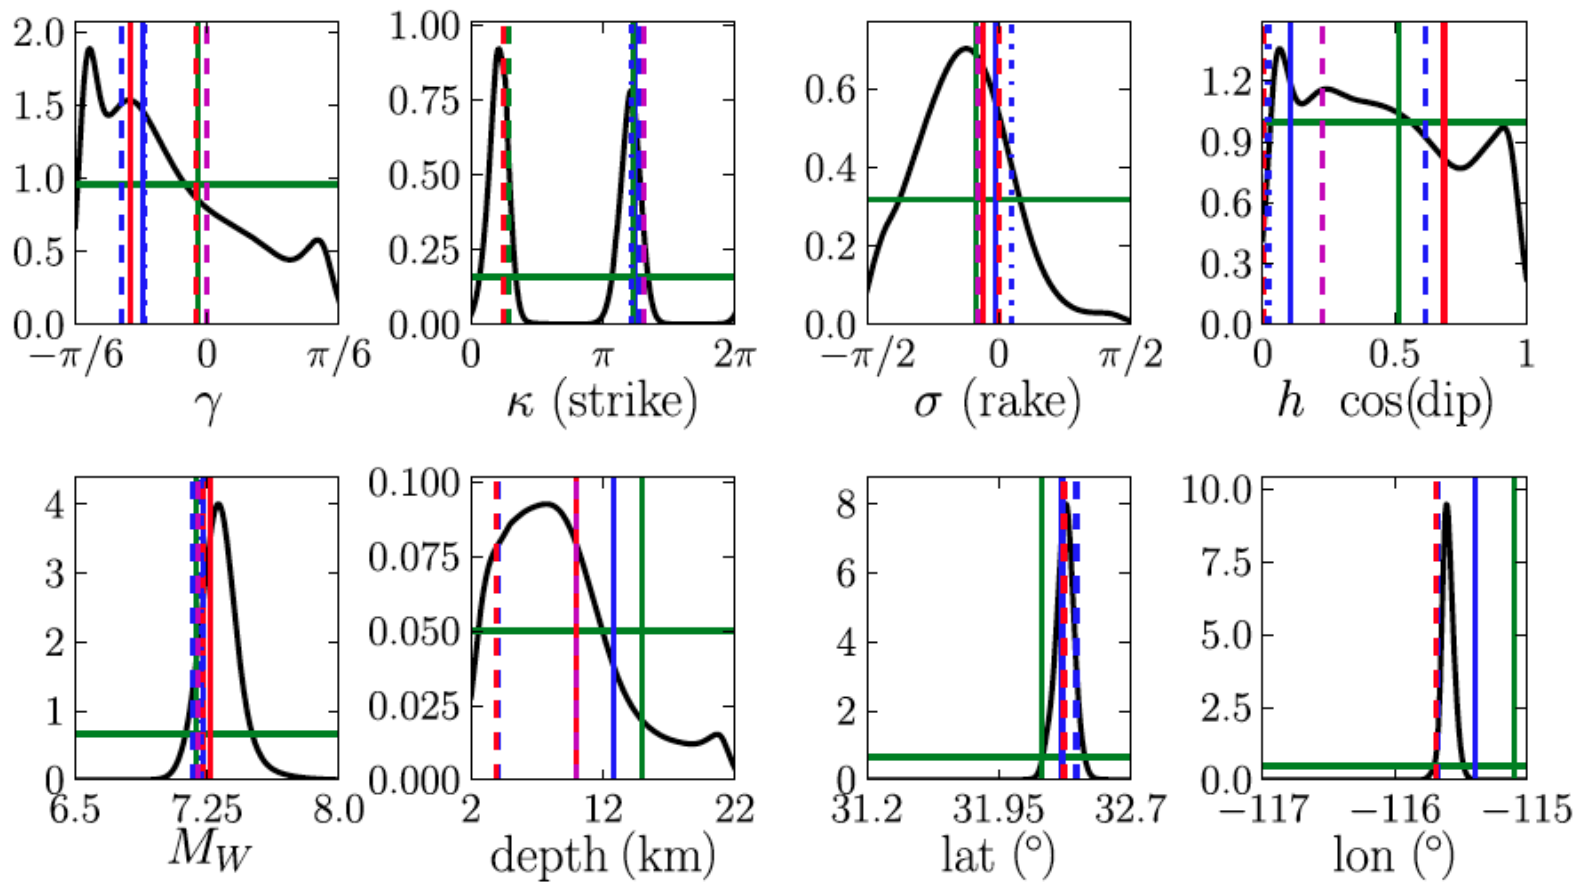 2.0 1.5 1.0 0.5 0.0
−π/6 0 π/6
γ
1.00 0.75 0.50 0.25 0.00
0 π 2π
κ (strike)
0.6 0.4 0.2 0.0
−π/2 0 π/2
σ (rake)
1.2 0.9 0.6 0.3 0.0
0 0.5 1
h cos(dip)
4 3 2 1 0
6.5 7.25 8.0
M_W
0.100 0.075 0.050 0.025 0.000
2 12 22
depth (km)
8 6 4 2 0
31.2 31.95 32.7
lat (°)
10.0 7.5 5.0 2.5 0.0
−117 −116 −115
lon (°)